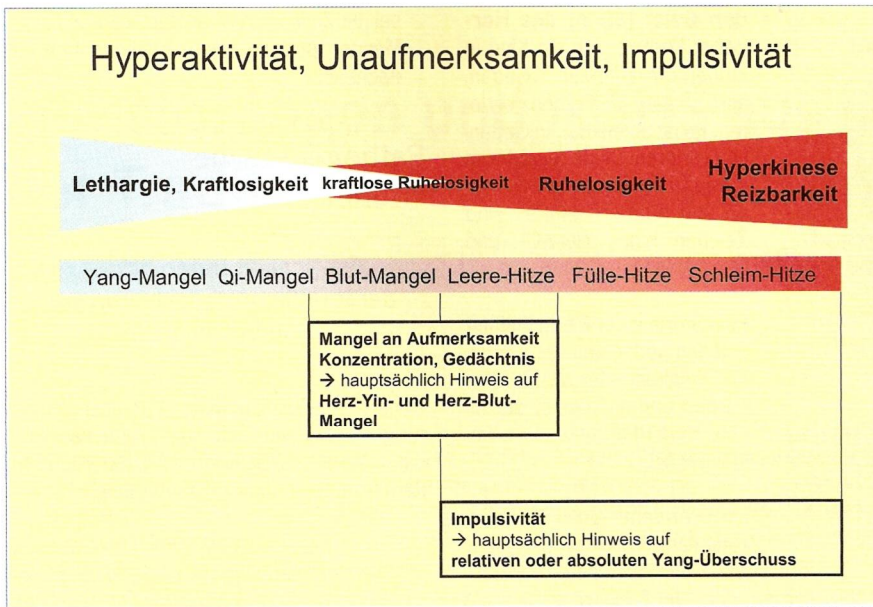 Hyperaktivität, Unaufmerksamkeit, Impulsivität
Lethargie, Kraftlosigkeit kraftlose Ruhelosigkeit Ruhelosigkeit Hyperkinese
Reizbarkeit
Yang-Mangel Qi-Mangel Blut-Mangel Leere-Hitze Fülle-Hitze Schleim-Hitze
Mangel an Aufmerksamkeit
Konzentration, Gedächtnis
→ hauptsächlich Hinweis auf
Herz-Yin- und Herz-Blut-
Mangel
Impulsivität
→ hauptsächlich Hinweis auf
relativen oder absoluten Yang-Überschuss